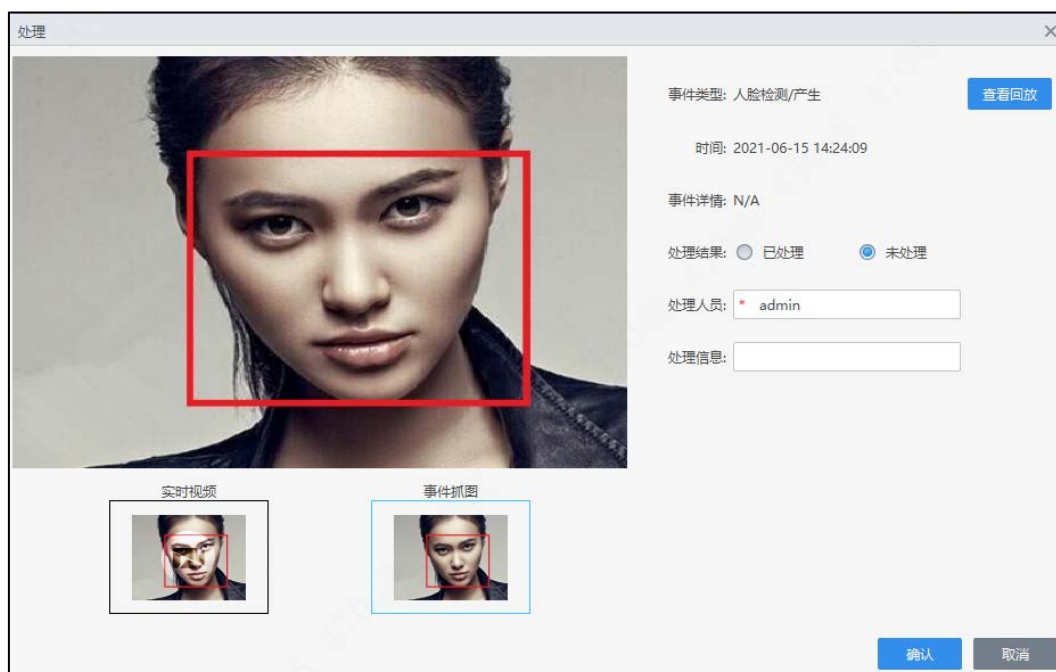 处理
事件类型: 人脸检测/产生
查看回放
时间: 2021-06-15 14:24:09
事件详情: N/A
处理结果: 已处理 未处理
处理人员: * admin
处理信息:
实时视频
事件抓图
确认
取消